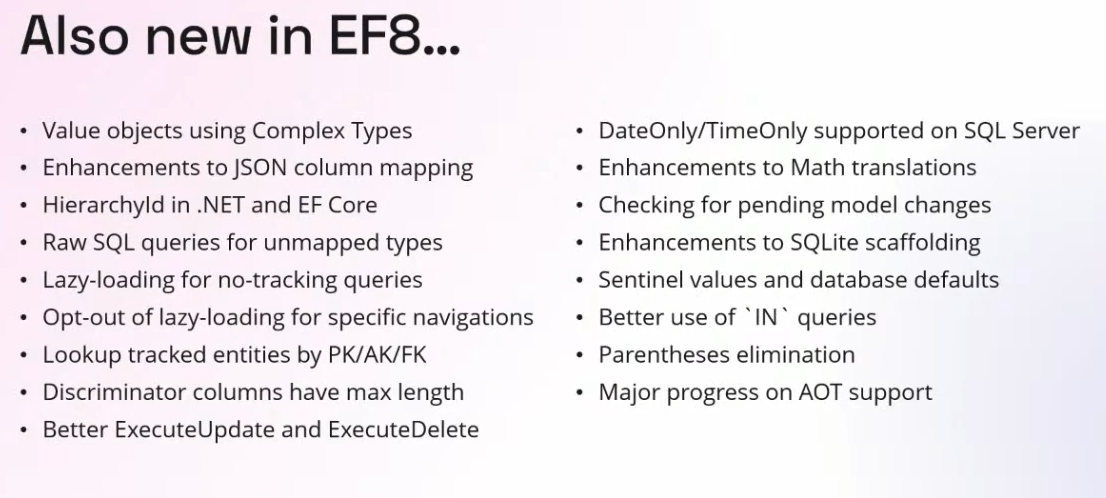 Also new in EF8...
• Value objects using Complex Types
• Enhancements to JSON column mapping
• HierarchyId in .NET and EF Core
• Raw SQL queries for unmapped types
• Lazy-loading for no-tracking queries
• Opt-out of lazy-loading for specific navigations
• Lookup tracked entities by PK/AK/FK
• Discriminator columns have max length
• Better ExecuteUpdate and ExecuteDelete
• DateOnly/TimeOnly supported on SQL Server
• Enhancements to Math translations
• Checking for pending model changes
• Enhancements to SQLite scaffolding
• Sentinel values and database defaults
• Better use of `IN` queries
• Parentheses elimination
• Major progress on AOT support